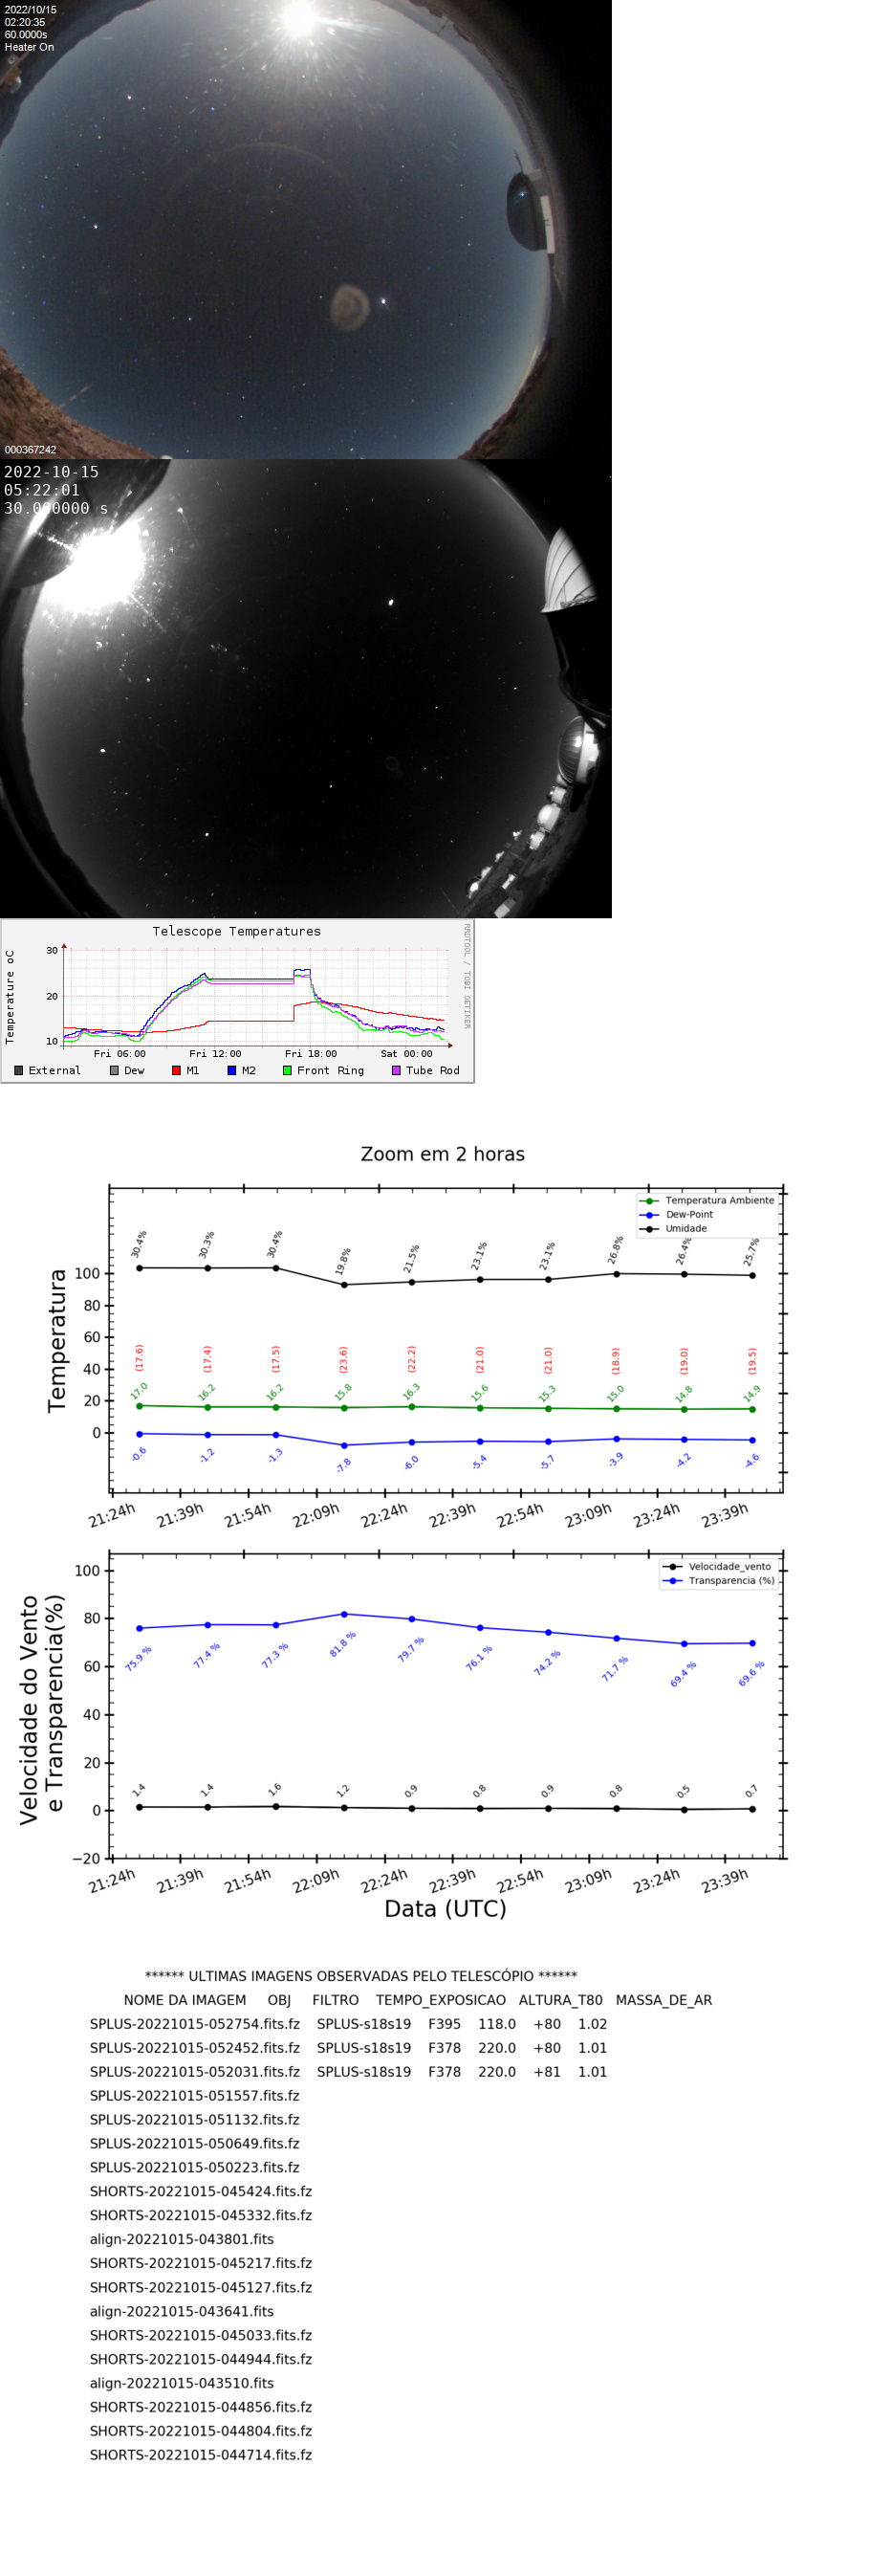 2022/10/15
02:20:35
60.0000s
Heater On
000367242
2022-10-15
05:22:01
30.000000 s
Telescope Temperatures
RRDTOOL / TOBI OETIKER
Temperature oC
30
20
10
Fri 06:00 Fri 12:00 Fri 18:00 Sat 00:00
External Dew M1 M2 Front Ring Tube Rod
Zoom em 2 horas
Temperatura Ambiente
Dew-Point
Umidade
Temperatura
100
80
60
40
20
0
30.4% 30.3% 30.4% 19.8% 21.5% 23.1% 23.1% 26.8% 26.4% 25.7%
(17.6) (17.4) (17.5) (23.6) (22.2) (21.0) (21.0) (18.9) (19.0) (19.5)
17.0 16.2 16.2 15.8 16.3 15.6 15.3 15.0 14.8 14.9
-0.6 -1.2 -1.3 -7.8 -6.0 -5.4 -5.7 -3.9 -4.2 -4.6
21:24h 21:39h 21:54h 22:09h 22:24h 22:39h 22:54h 23:09h 23:24h 23:39h
Velocidade_vento
Transparencia (%)
Velocidade do Vento
e Transparencia(%)
100
80
60
40
20
0
−20
75.9 % 77.4 % 77.3 % 81.8 % 79.7 % 76.1 % 74.2 % 71.7 % 69.4 % 69.6 %
1.4 1.4 1.6 1.2 0.9 0.8 0.9 0.8 0.5 0.7
21:24h 21:39h 21:54h 22:09h 22:24h 22:39h 22:54h 23:09h 23:24h 23:39h
Data (UTC)
****** ULTIMAS IMAGENS OBSERVADAS PELO TELESCÓPIO ******
NOME DA IMAGEM OBJ FILTRO TEMPO_EXPOSICAO ALTURA_T80 MASSA_DE_AR
SPLUS-20221015-052754.fits.fz SPLUS-s18s19 F395 118.0 +80 1.02
SPLUS-20221015-052452.fits.fz SPLUS-s18s19 F378 220.0 +80 1.01
SPLUS-20221015-052031.fits.fz SPLUS-s18s19 F378 220.0 +81 1.01
SPLUS-20221015-051557.fits.fz
SPLUS-20221015-051132.fits.fz
SPLUS-20221015-050649.fits.fz
SPLUS-20221015-050223.fits.fz
SHORTS-20221015-045424.fits.fz
SHORTS-20221015-045332.fits.fz
align-20221015-043801.fits
SHORTS-20221015-045217.fits.fz
SHORTS-20221015-045127.fits.fz
align-20221015-043641.fits
SHORTS-20221015-045033.fits.fz
SHORTS-20221015-044944.fits.fz
align-20221015-043510.fits
SHORTS-20221015-044856.fits.fz
SHORTS-20221015-044804.fits.fz
SHORTS-20221015-044714.fits.fz